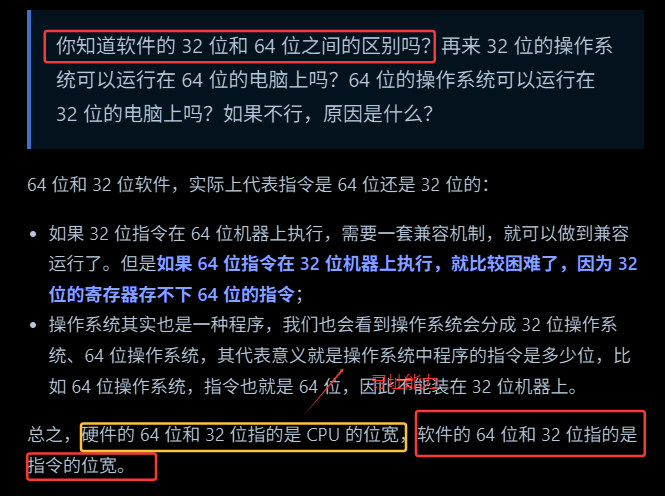 你知道软件的 32 位和 64 位之间的区别吗？再来 32 位的操作系
统可以运行在 64 位的电脑上吗？64 位的操作系统可以运行在
32 位的电脑上吗？如果不行，原因是什么？
64 位和 32 位软件，实际上代表指令是 64 位还是 32 位的：
如果 32 位指令在 64 位机器上执行，需要一套兼容机制，就可以做到兼容
运行了。但是如果 64 位指令在 32 位机器上执行，就比较困难了，因为 32
位的寄存器存不下 64 位的指令；
操作系统其实也是一种程序，我们也会看到操作系统会分成 32 位操作系
统、64 位操作系统，其代表意义就是操作系统中程序的指令是多少位，比
如 64 位操作系统，指令也就是 64 位，因此不能装在 32 位机器上。
总之，硬件的 64 位和 32 位指的是 CPU 的位宽，软件的 64 位和 32 位指的是
指令的位宽。